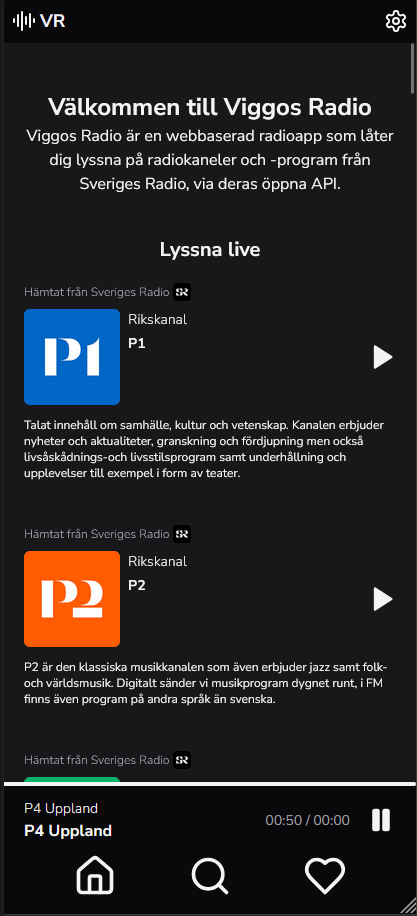 VR
Välkommen till Viggos Radio
Viggos Radio är en webbaserad radioapp som låter
dig lyssna på radiokaneler och -program från
Sveriges Radio, via deras öppna API.
Lyssna live
Hämtat från Sveriges Radio SR
P1
Rikskanal
P1
Talat innehåll om samhälle, kultur och vetenskap. Kanalen erbjuder
nyheter och aktualiteter, granskning och fördjupning men också
livsåskådnings-och livsstilsprogram samt underhållning och
upplevelser till exempel i form av teater.
Hämtat från Sveriges Radio SR
P2
Rikskanal
P2
P2 är den klassiska musikkanalen som även erbjuder jazz samt folk-
och världsmusik. Digitalt sänder vi musikprogram dygnet runt, i FM
finns även program på andra språk än svenska.
Hämtat från Sveriges Radio SR
P4 Uppland
P4 Uppland
00:50 / 00:00